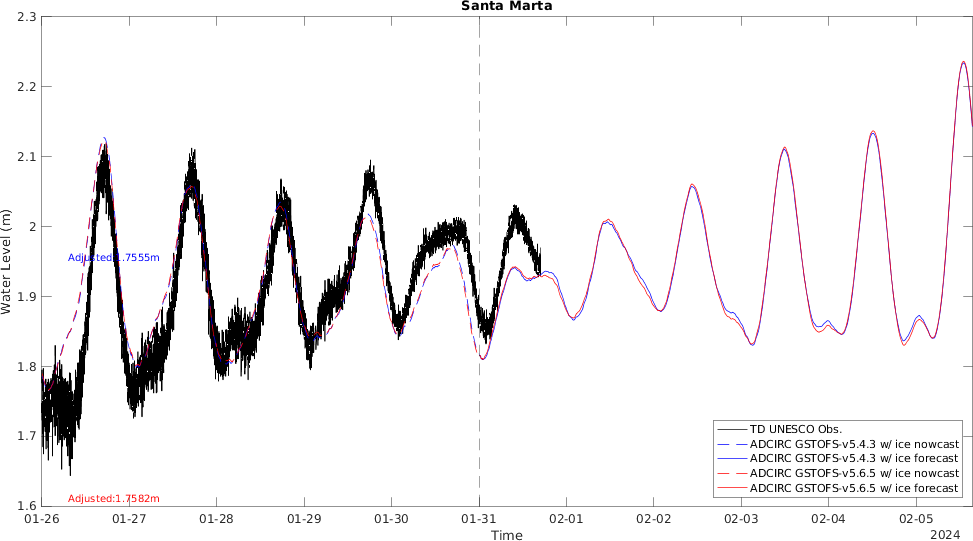 Santa Marta
Water Level (m)
2.3
2.2
2.1
2
1.9
1.8
1.7
1.6
Adjusted:1.7555m
Adjusted:1.7582m
TD UNESCO Obs.
ADCIRC GSTOFS-v5.4.3 w/ ice nowcast
ADCIRC GSTOFS-v5.4.3 w/ ice forecast
ADCIRC GSTOFS-v5.6.5 w/ ice nowcast
ADCIRC GSTOFS-v5.6.5 w/ ice forecast
01-26 01-27 01-28 01-29 01-30 01-31 02-01 02-02 02-03 02-04 02-05
Time
2024